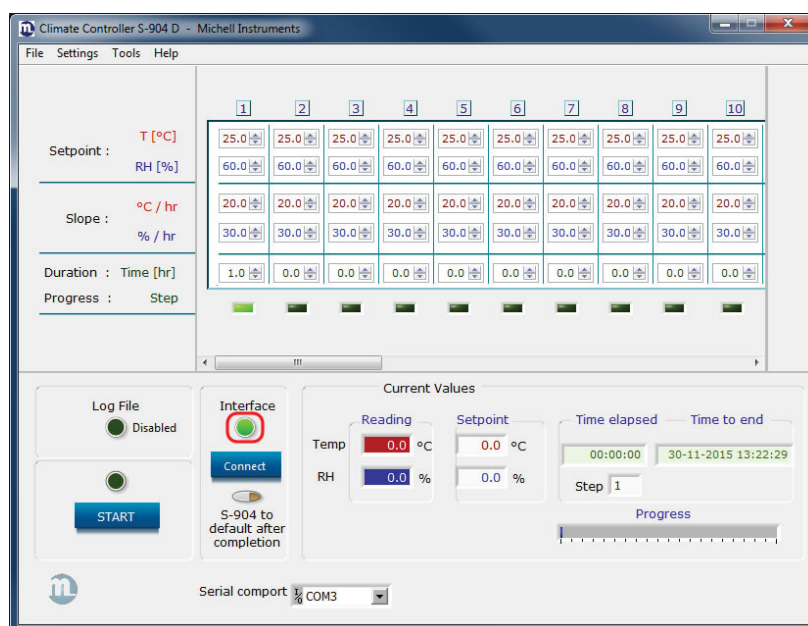 Climate Controller S-904 D - Michell Instruments
File Settings Tools Help
1 2 3 4 5 6 7 8 9 10
Setpoint : T [°C] 25.0 25.0 25.0 25.0 25.0 25.0 25.0 25.0 25.0 25.0
RH [%] 60.0 60.0 60.0 60.0 60.0 60.0 60.0 60.0 60.0 60.0
Slope : °C / hr 20.0 20.0 20.0 20.0 20.0 20.0 20.0 20.0 20.0 20.0
% / hr 30.0 30.0 30.0 30.0 30.0 30.0 30.0 30.0 30.0 30.0
Duration : Time [hr] 1.0 0.0 0.0 0.0 0.0 0.0 0.0 0.0 0.0 0.0
Progress : Step
Log File
Disabled
START
Interface
Connect
S-904 to
default after
completion
Current Values
Reading Setpoint
Temp 0.0 °C 0.0 °C
RH 0.0 % 0.0 %
Time elapsed Time to end
00:00:00 30-11-2015 13:22:29
Step 1
Progress
Serial comport COM3